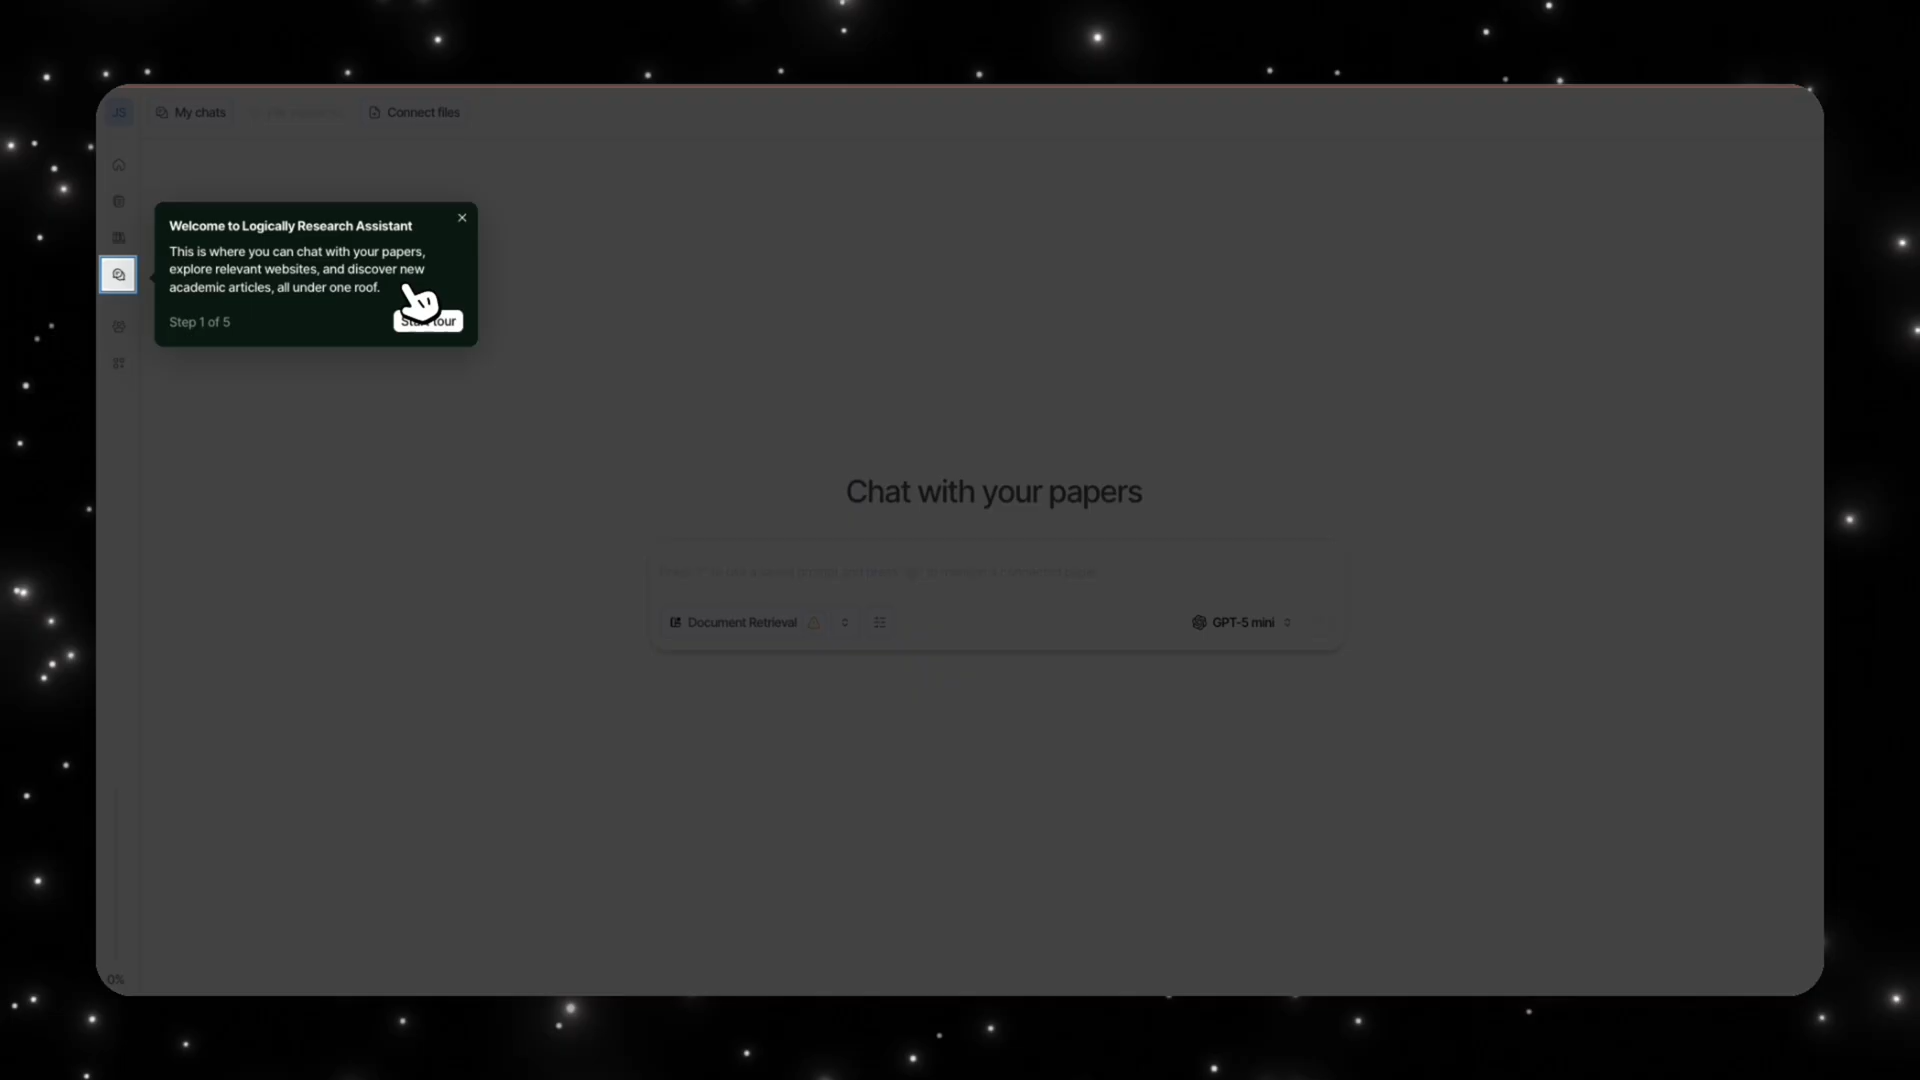 JS
My chats
Connect files
Welcome to Logically Research Assistant
This is where you can chat with your papers,
explore relevant websites, and discover new
academic articles, all under one roof.
Step 1 of 5
Chat with your papers
Document Retrieval
GPT-5 mini
0%